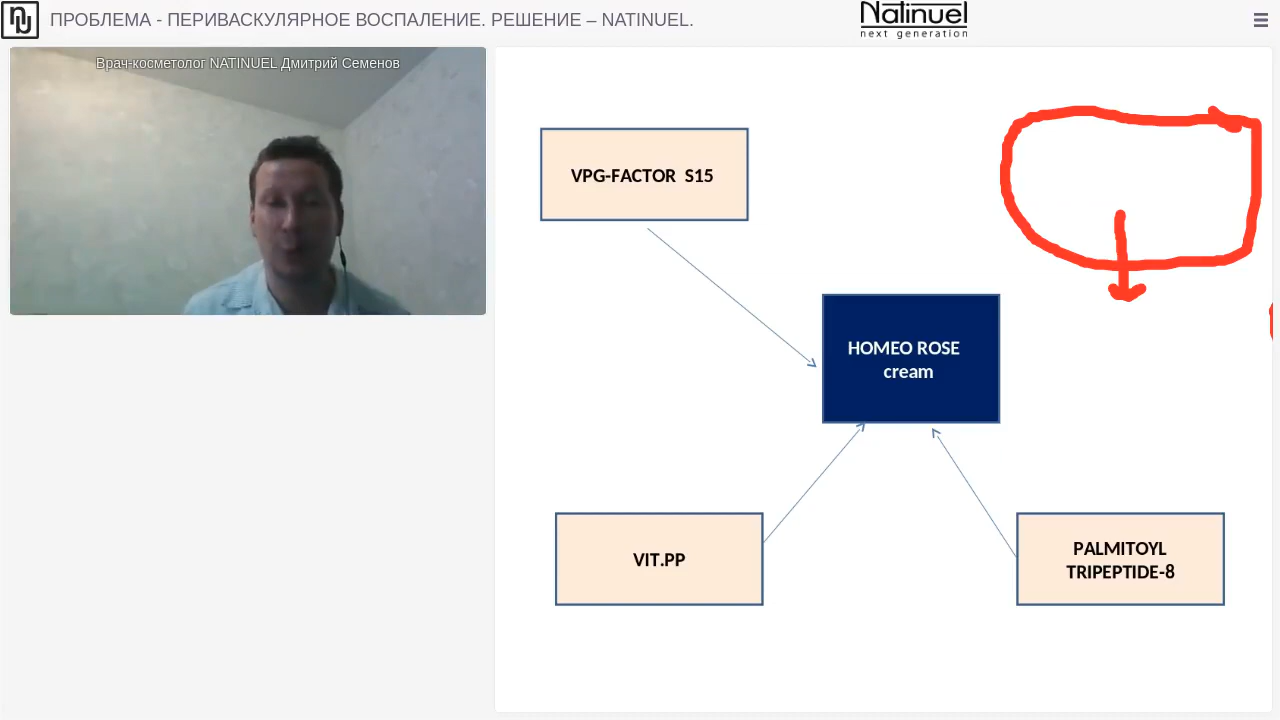 ПРОБЛЕМА - ПЕРИВАСКУЛЯРНОЕ ВОСПАЛЕНИЕ. РЕШЕНИЕ – NATINUEL.
Natinuel
next generation
Врач-косметолог NATINUEL Дмитрий Семенов
VPG-FACTOR S15
HOMEO ROSE
cream
VIT.PP
PALMITOYL
TRIPEPTIDE-8